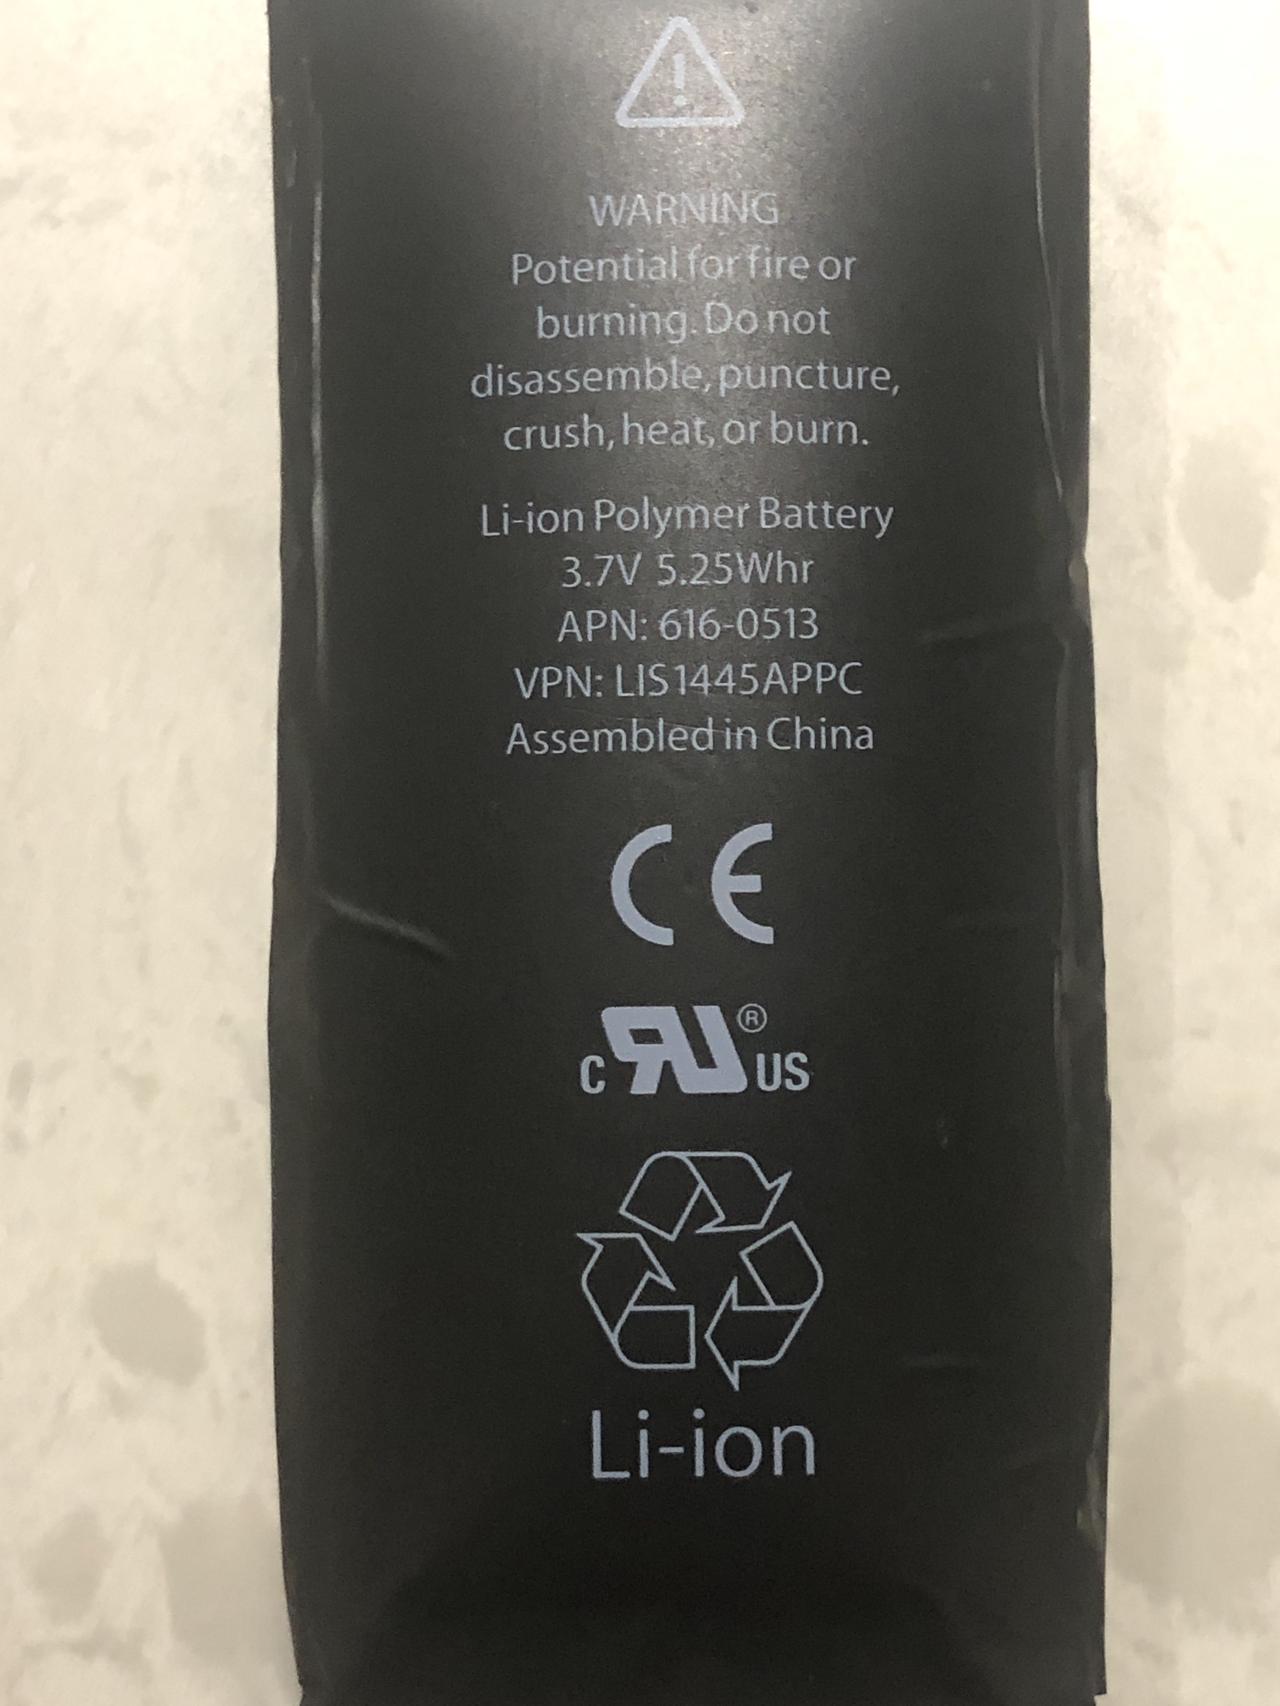 WARNING
Potential for fire or
burning. Do not
disassemble, puncture,
crush, heat, or burn.
Li-ion Polymer Battery
3.7V 5.25Whr
APN: 616-0513
VPN: LIS1445APPC
Assembled in China
CE
c RU ® US
Li-ion